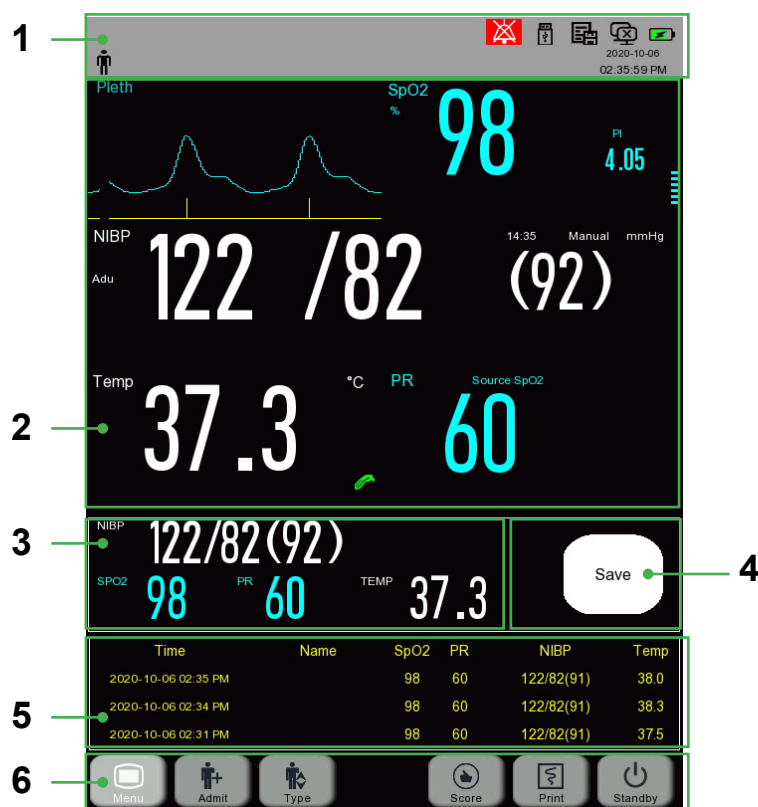 1
2020-10-06
02:35:59 PM
Pleth
SpO2
%
98
PI
4.05
NIBP
14:35 Manual mmHg
Adu
122 /82 (92)
Temp
°C
PR
Source SpO2
2
37.3
60
3
NIBP
122/82(92)
SPO2 98 PR 60 TEMP 37.3
Save
4
Time Name SpO2 PR NIBP Temp
2020-10-06 02:35 PM 98 60 122/82(91) 38.0
2020-10-06 02:34 PM 98 60 122/82(91) 38.3
5
2020-10-06 02:31 PM 98 60 122/82(91) 37.5
6
Menu Admit Type Score Print Standby